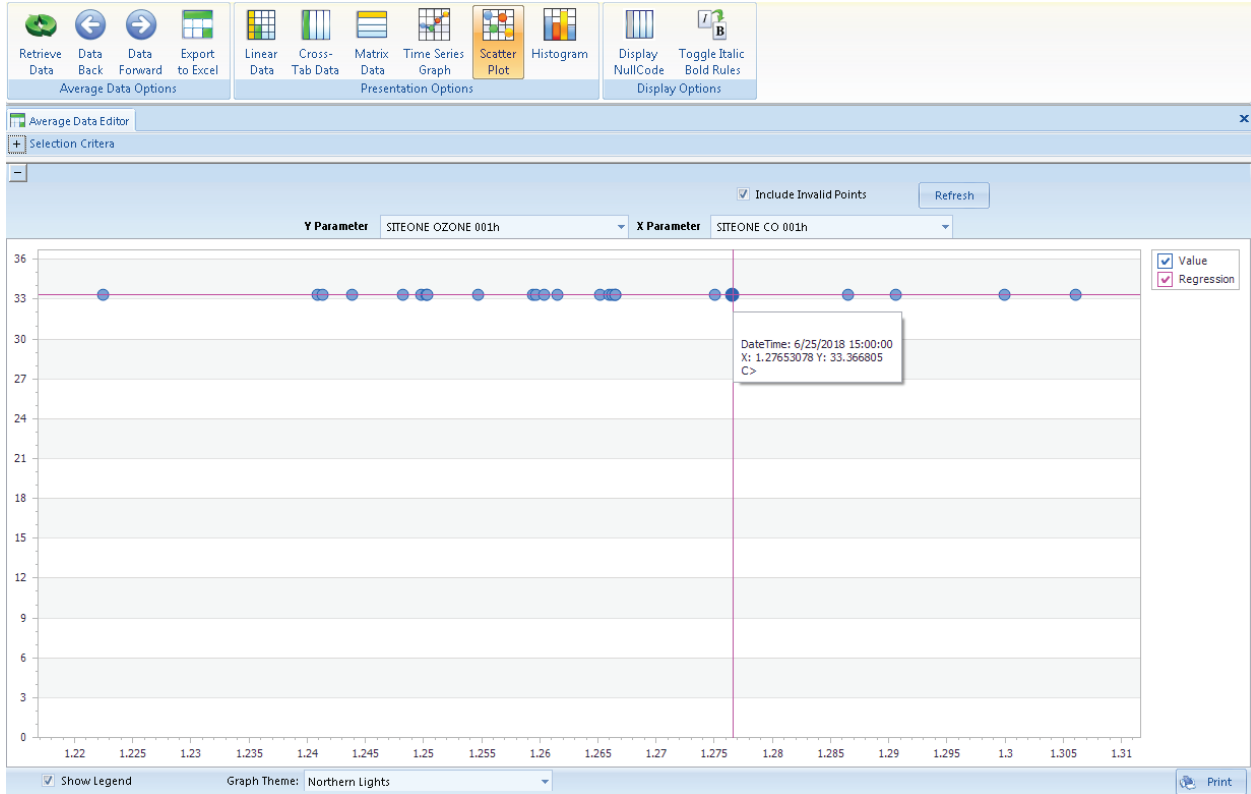 Retrieve Data
Data Back
Data Forward
Export to Excel
Linear Data
Cross-Tab Data
Matrix Data
Time Series Graph
Scatter Plot
Histogram
Display NullCode
Toggle Italic Bold Rules
Average Data Options
Presentation Options
Display Options
Average Data Editor
Selection Critera
Include Invalid Points
Refresh
Y Parameter SITEONE OZONE 001h X Parameter SITEONE CO 001h
Value
Regression
36
33
30
27
24
21
18
15
12
9
6
3
0
DateTime: 6/25/2018 15:00:00
X: 1.27653078 Y: 33.366805
C>
1.22 1.225 1.23 1.235 1.24 1.245 1.25 1.255 1.26 1.265 1.27 1.275 1.28 1.285 1.29 1.295 1.3 1.305 1.31
Show Legend Graph Theme: Northern Lights Print